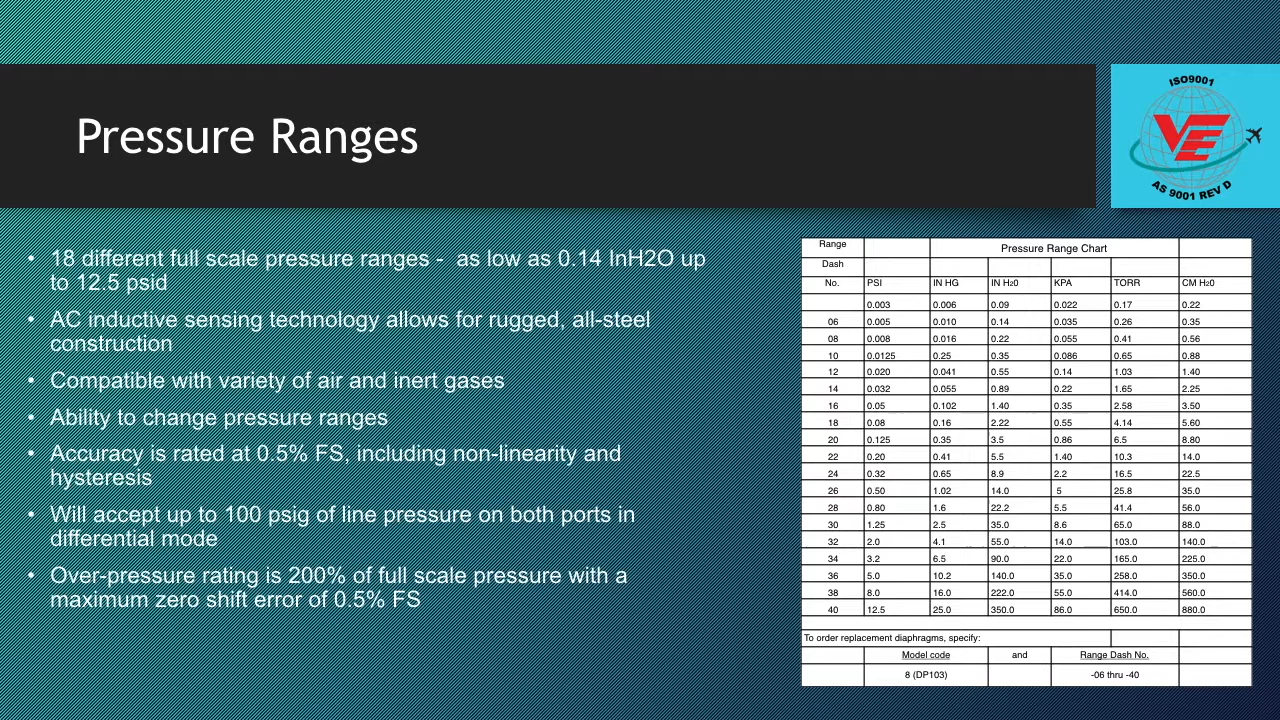 Pressure Ranges
ISO9001
VE
AS 9001 REV D
• 18 different full scale pressure ranges - as low as 0.14 InH2O up
to 12.5 psid
• AC inductive sensing technology allows for rugged, all-steel
construction
• Compatible with variety of air and inert gases
• Ability to change pressure ranges
• Accuracy is rated at 0.5% FS, including non-linearity and
hysteresis
• Will accept up to 100 psig of line pressure on both ports in
differential mode
• Over-pressure rating is 200% of full scale pressure with a
maximum zero shift error of 0.5% FS
Range Pressure Range Chart
Dash
No. PSI IN HG IN H20 KPA TORR CM H20
0.003 0.006 0.09 0.022 0.17 0.22
06 0.005 0.010 0.14 0.035 0.26 0.35
08 0.008 0.016 0.22 0.055 0.41 0.56
10 0.0125 0.25 0.35 0.086 0.65 0.88
12 0.020 0.041 0.55 0.14 1.03 1.40
14 0.032 0.055 0.89 0.22 1.65 2.25
16 0.05 0.102 1.40 0.35 2.58 3.50
18 0.08 0.16 2.22 0.55 4.14 5.60
20 0.125 0.35 3.5 0.86 6.5 8.80
22 0.20 0.41 5.5 1.40 10.3 14.0
24 0.32 0.65 8.9 2.2 16.5 22.5
26 0.50 1.02 14.0 5 25.8 35.0
28 0.80 1.6 22.2 5.5 41.4 56.0
30 1.25 2.5 35.0 8.6 65.0 88.0
32 2.0 4.1 55.0 14.0 103.0 140.0
34 3.2 6.5 90.0 22.0 165.0 225.0
36 5.0 10.2 140.0 35.0 258.0 350.0
38 8.0 16.0 222.0 55.0 414.0 560.0
40 12.5 25.0 350.0 86.0 650.0 880.0
To order replacement diaphragms, specify:
Model code and Range Dash No.
8 (DP103) -06 thru -40